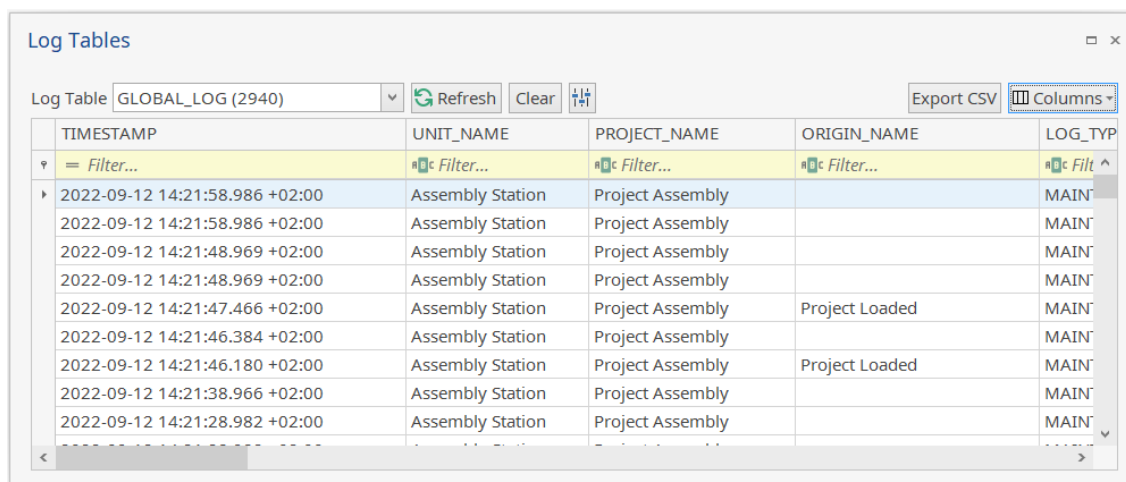 Log Tables
Log Table GLOBAL_LOG (2940) Refresh Clear Export CSV Columns
TIMESTAMP UNIT_NAME PROJECT_NAME ORIGIN_NAME LOG_TYP
= Filter... ABC Filter... ABC Filter... ABC Filter... ABC Filt
2022-09-12 14:21:58.986 +02:00 Assembly Station Project Assembly MAINT
2022-09-12 14:21:58.986 +02:00 Assembly Station Project Assembly MAINT
2022-09-12 14:21:48.969 +02:00 Assembly Station Project Assembly MAINT
2022-09-12 14:21:48.969 +02:00 Assembly Station Project Assembly MAINT
2022-09-12 14:21:47.466 +02:00 Assembly Station Project Assembly Project Loaded MAINT
2022-09-12 14:21:46.384 +02:00 Assembly Station Project Assembly MAINT
2022-09-12 14:21:46.180 +02:00 Assembly Station Project Assembly Project Loaded MAINT
2022-09-12 14:21:38.966 +02:00 Assembly Station Project Assembly MAINT
2022-09-12 14:21:28.982 +02:00 Assembly Station Project Assembly MAINT